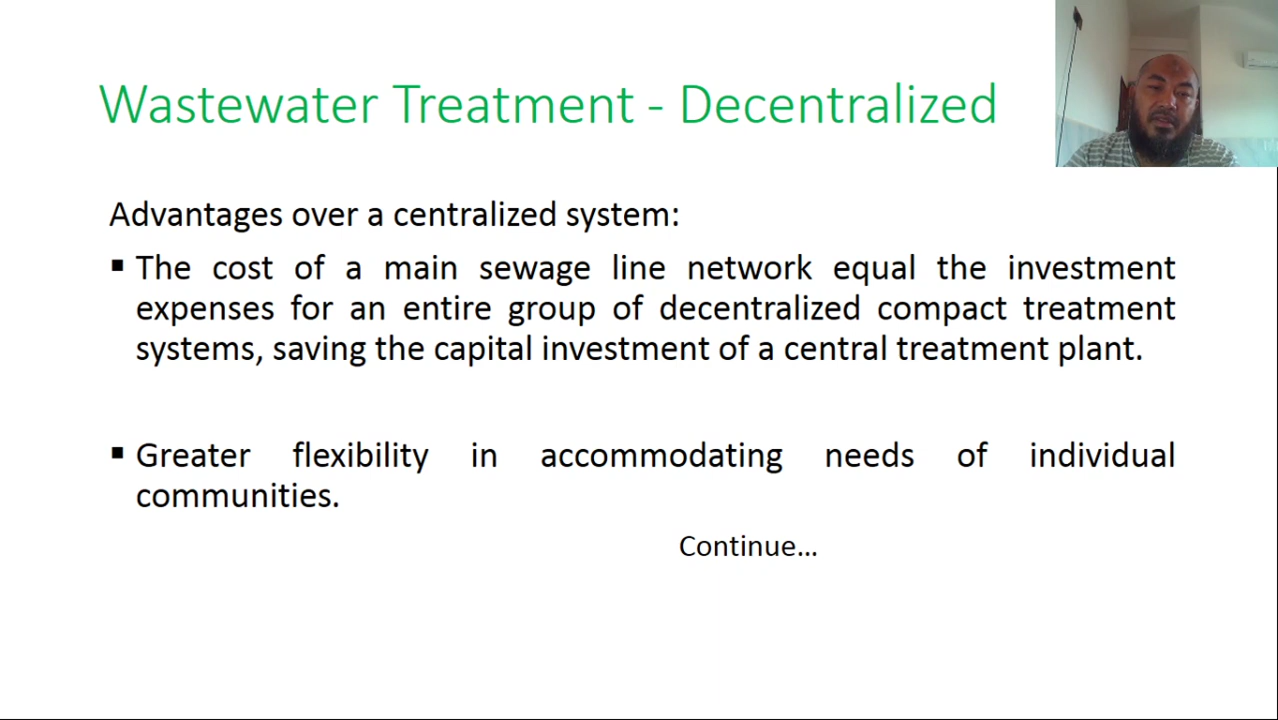 Wastewater Treatment - Decentralized
Advantages over a centralized system:
▪ The cost of a main sewage line network equal the investment
expenses for an entire group of decentralized compact treatment
systems, saving the capital investment of a central treatment plant.
▪ Greater flexibility in accommodating needs of individual
communities.
Continue...